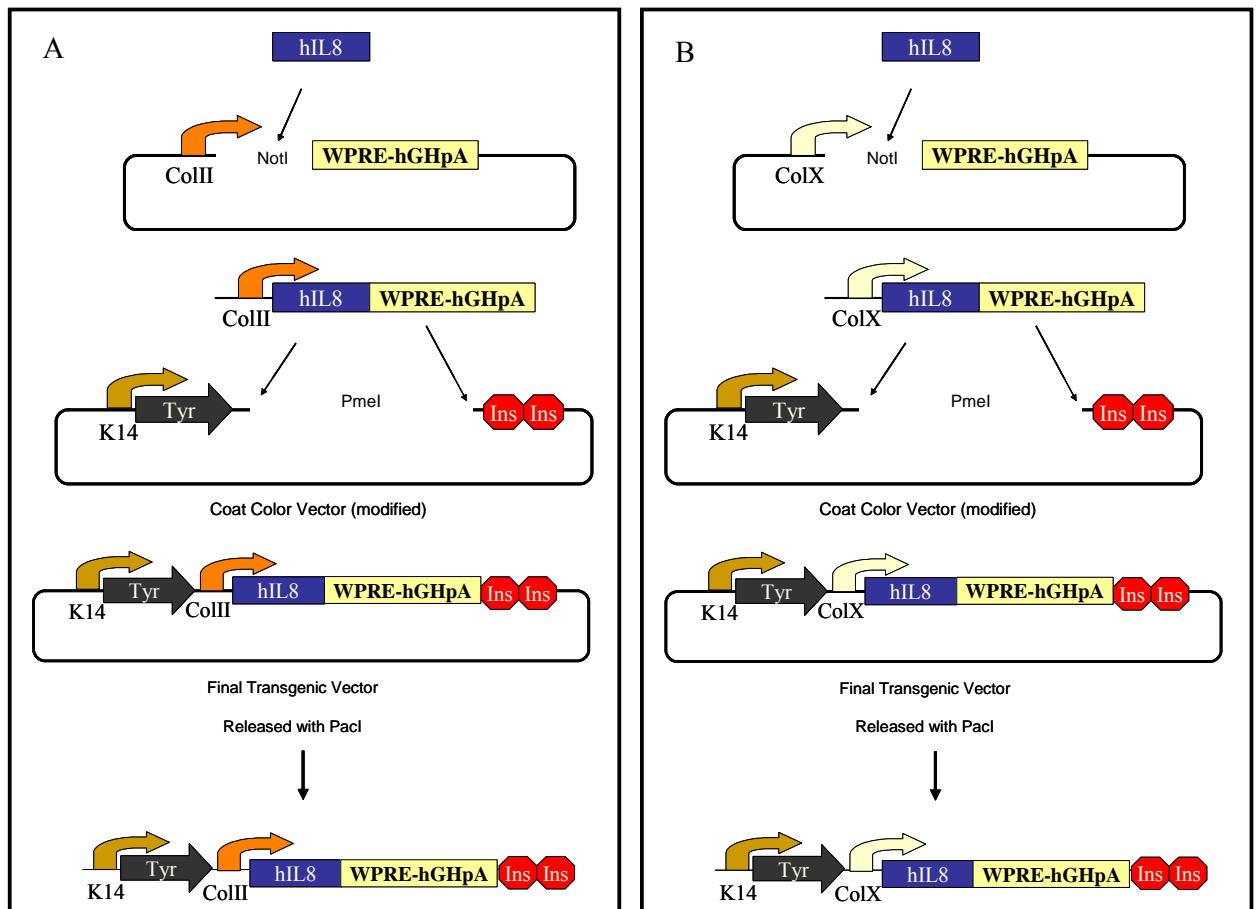 A
hIL8
NotI
WPRE-hGHpA
ColII
hIL8
WPRE-hGHpA
ColII
Tyr
PmeI
Ins Ins
K14
Coat Color Vector (modified)
Tyr
hIL8
WPRE-hGHpA
Ins Ins
K14
ColII
Final Transgenic Vector
Released with PacI
Tyr
hIL8
WPRE-hGHpA
Ins Ins
K14
ColII
B
hIL8
NotI
WPRE-hGHpA
ColX
hIL8
WPRE-hGHpA
ColX
Tyr
PmeI
Ins Ins
K14
Coat Color Vector (modified)
Tyr
hIL8
WPRE-hGHpA
Ins Ins
K14
ColX
Final Transgenic Vector
Released with PacI
Tyr
hIL8
WPRE-hGHpA
Ins Ins
K14
ColX